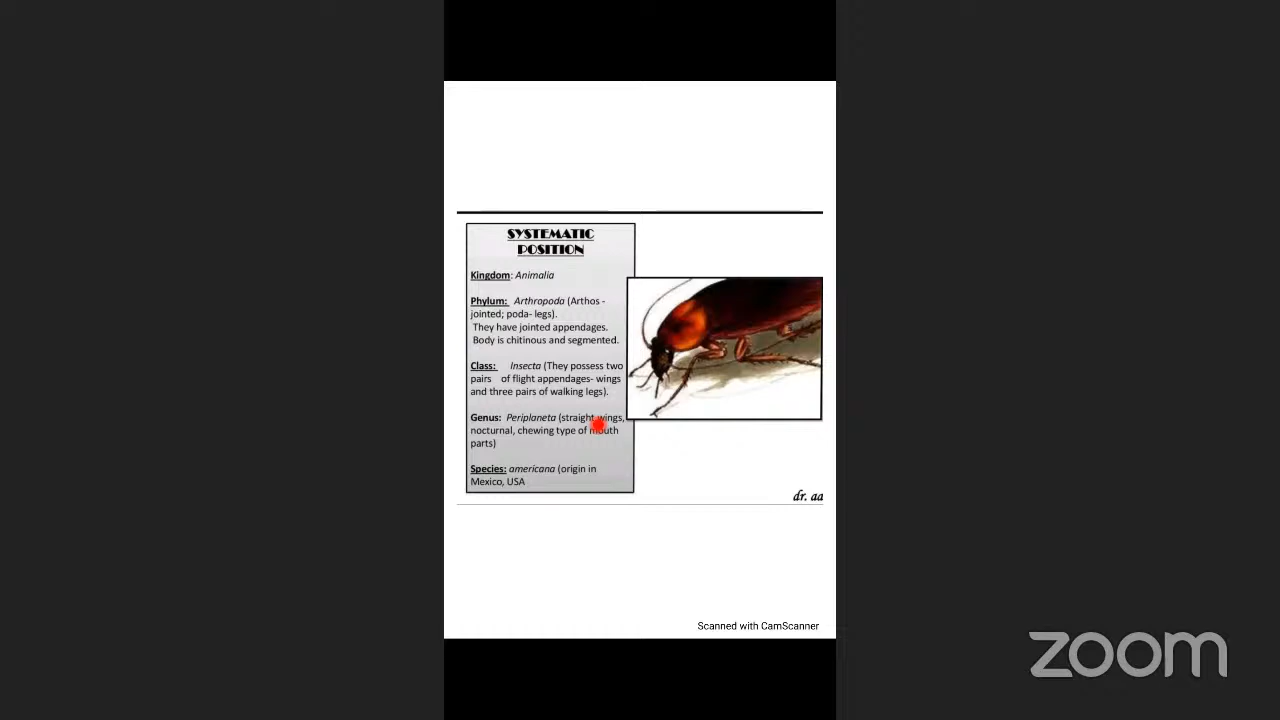 SYSTEMATIC
POSITION
Kingdom: Animalia
Phylum: Arthropoda (Arthos -
jointed; poda- legs).
They have jointed appendages.
Body is chitinous and segmented.
Class: Insecta (They possess two
pairs of flight appendages- wings
and three pairs of walking legs).
Genus: Periplaneta (straight wings,
nocturnal, chewing type of mouth
parts)
Species: americana (origin in
Mexico, USA
dr. aa
Scanned with CamScanner
zoom